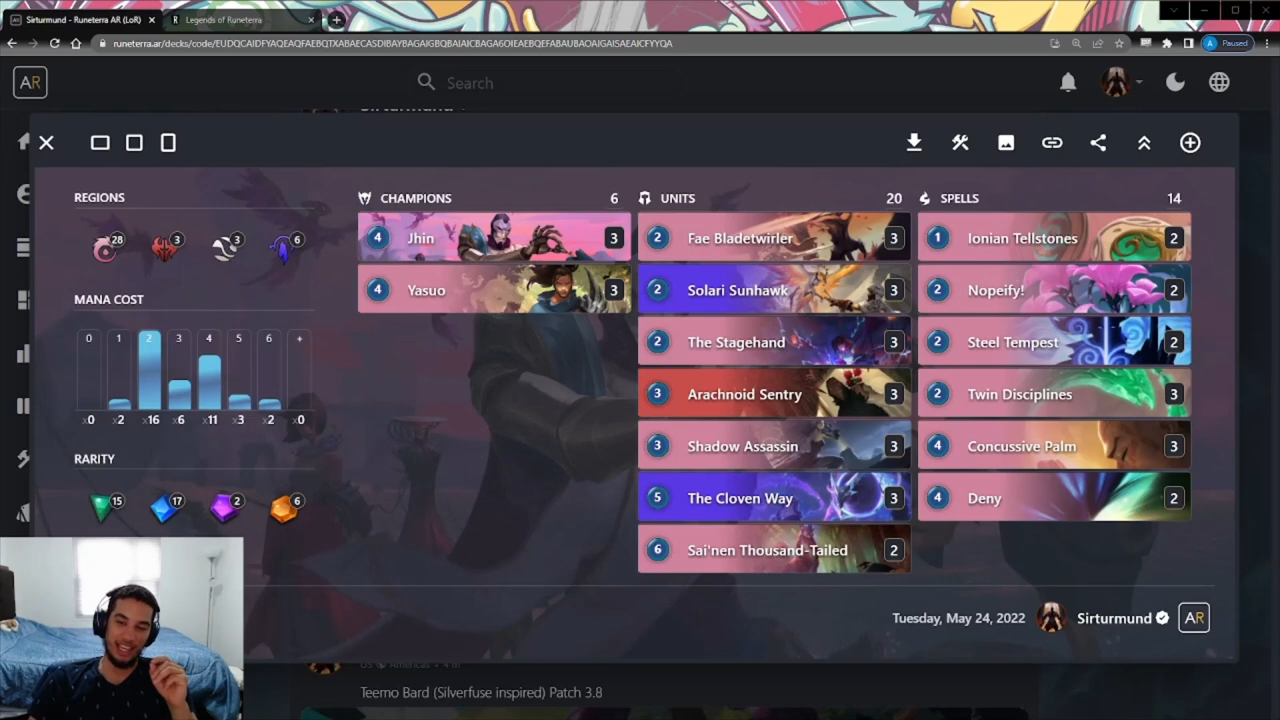 Sirturmund - Runeterra AR (LoR)
Legends of Runeterra
runeterra.ar/decks/code/EUDQCAIDFYAQEAQFAEBQTXABAECASDIBAYBAGAIGBQBAIAICBAGA6OIEAEBQEFABAUBAOAIGAISAEAICFYYQA
A Paused
AR
Search
REGIONS
28 3 3 6
MANA COST
0 1 2 3 4 5 6 +
x0 x2 x16 x6 x11 x3 x2 x0
RARITY
15 17 2 6
CHAMPIONS 6
4 Jhin 3
4 Yasuo 3
UNITS 20
2 Fae Bladetwirler 3
2 Solari Sunhawk 3
2 The Stagehand 3
3 Arachnoid Sentry 3
3 Shadow Assassin 3
5 The Cloven Way 3
6 Sai'nen Thousand-Tailed 2
SPELLS 14
1 Ionian Tellstones 2
2 Nopeify! 2
2 Steel Tempest 2
2 Twin Disciplines 3
4 Concussive Palm 3
4 Deny 2
Tuesday, May 24, 2022 Sirturmund AR
Teemo Bard (Silverfuse inspired) Patch 3.8